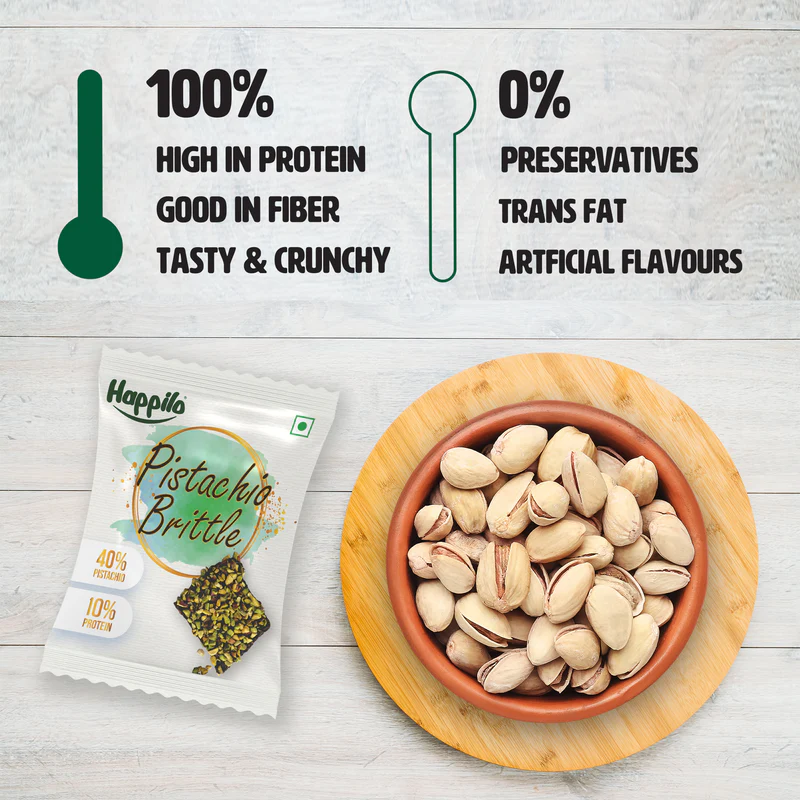 100%
HIGH IN PROTEIN
GOOD IN FIBER
TASTY & CRUNCHY
0%
PRESERVATIVES
TRANS FAT
ARTFICIAL FLAVOURS
Happilo
Pistachio
Brittle
40%
PISTACHIO
10%
PROTEIN